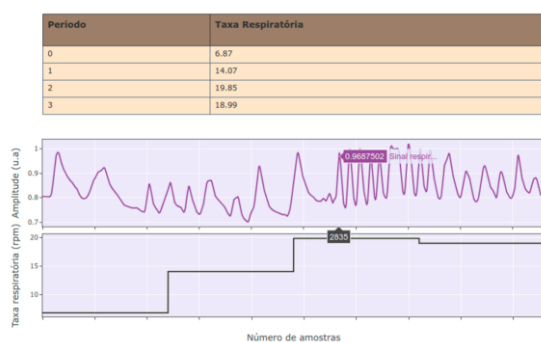 Periodo Taxa Respiratória
0 6.87
1 14.07
2 19.85
3 18.99
Amplitude (u.a)
1
0.9
0.8
0.7
0.9687502 Sinal respir...
Taxa respiratória (rpm)
20
15
10
2835
Número de amostras